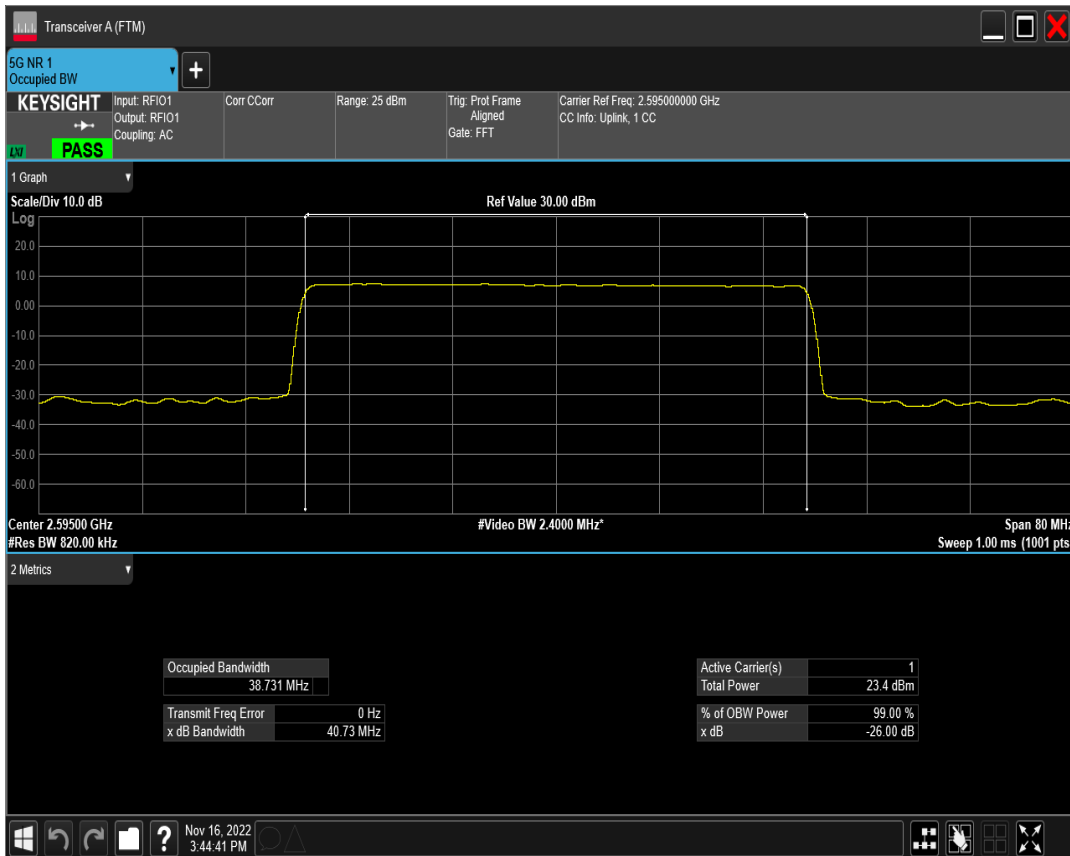 Transceiver A (FTM)
5G NR 1
Occupied BW
+
KEYSIGHT
LXI
PASS
Input: RFIO1
Output: RFIO1
Coupling: AC
Corr CCorr
Range: 25 dBm
Trig: Prot Frame
Aligned
Gate: FFT
Carrier Ref Freq: 2.595000000 GHz
CC Info: Uplink, 1 CC
1 Graph
Scale/Div 10.0 dB
Ref Value 30.00 dBm
Log
20.0
10.0
0.00
-10.0
-20.0
-30.0
-40.0
-50.0
-60.0
Center 2.59500 GHz
#Video BW 2.4000 MHz*
Span 80 MHz
#Res BW 820.00 kHz
Sweep 1.00 ms (1001 pts
2 Metrics
Occupied Bandwidth
38.731 MHz
Transmit Freq Error 0 Hz
x dB Bandwidth 40.73 MHz
Active Carrier(s) 1
Total Power 23.4 dBm
% of OBW Power 99.00 %
x dB -26.00 dB
?
Nov 16, 2022
3:44:41 PM